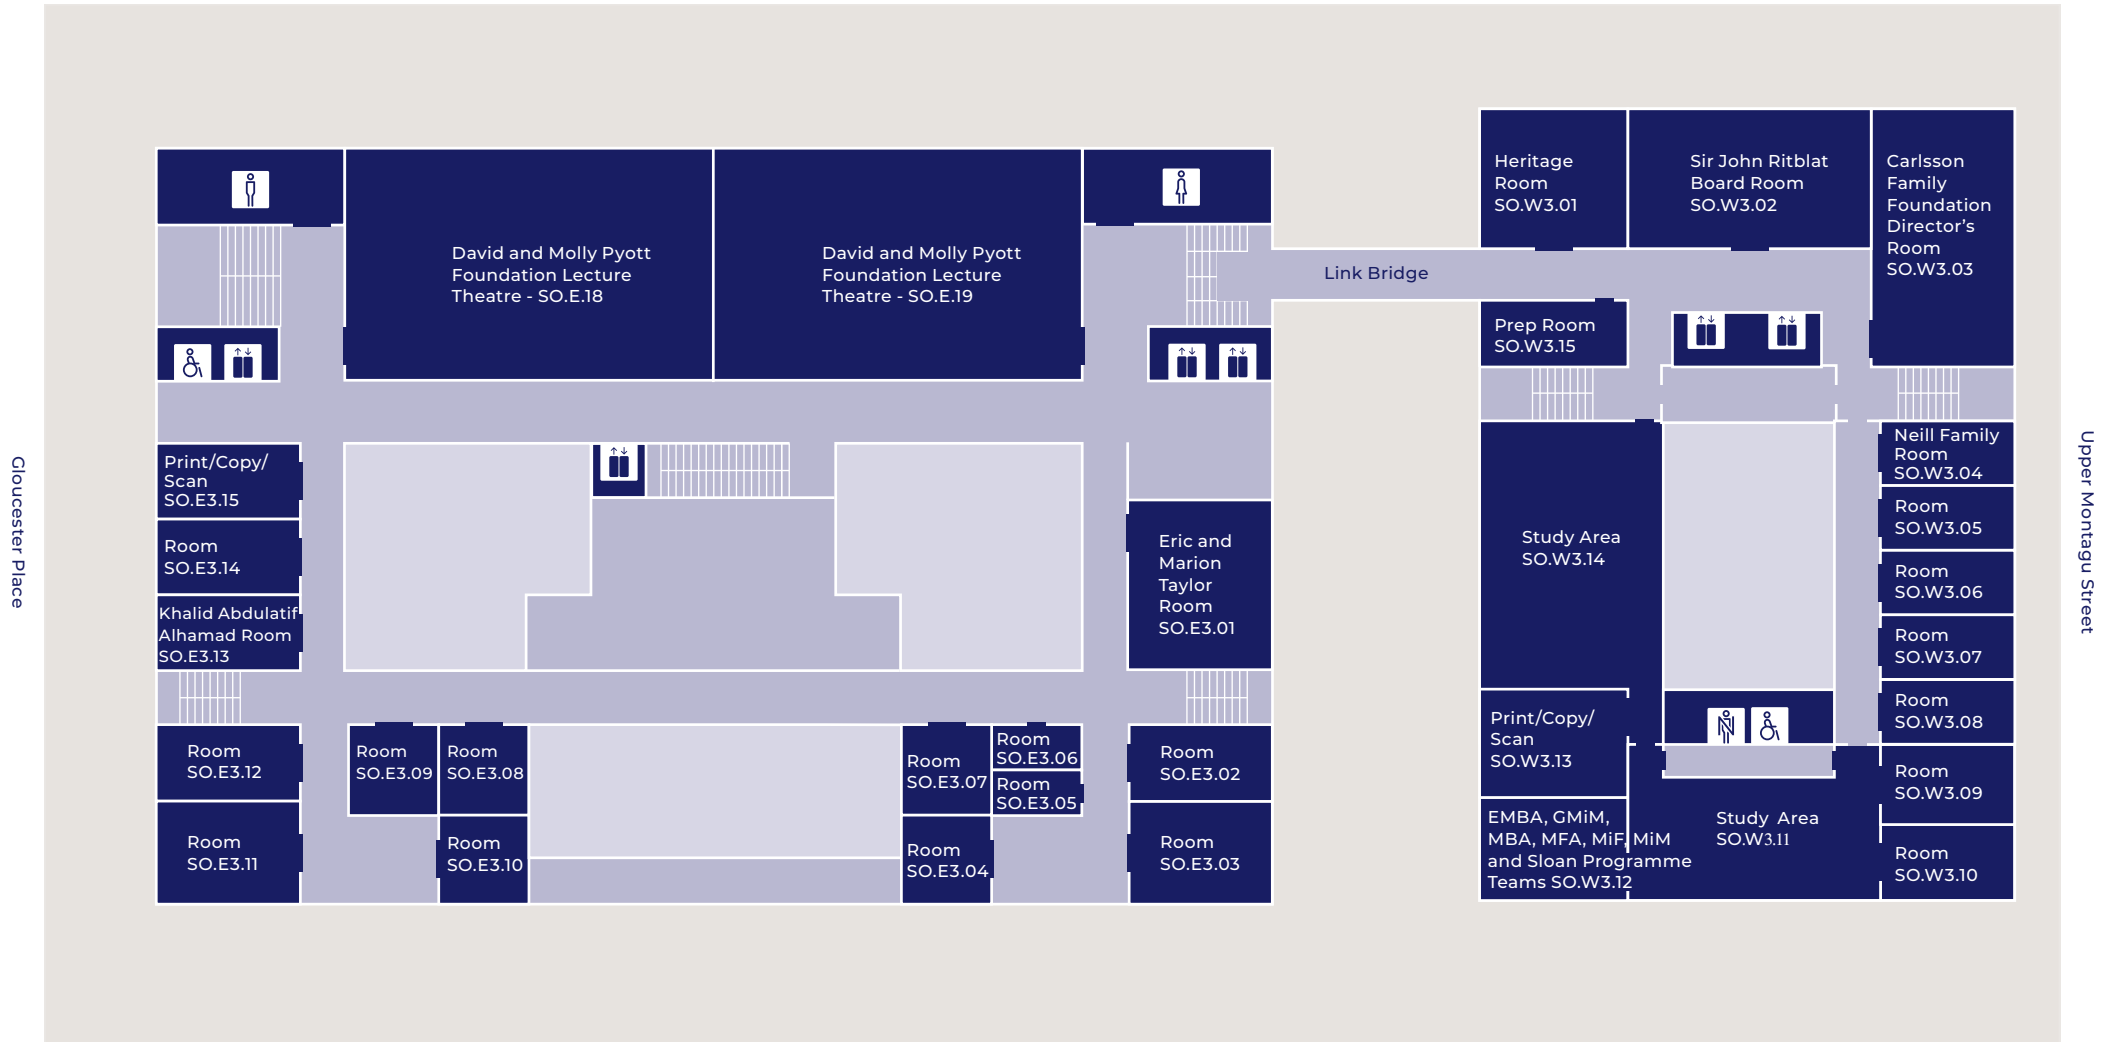 Gloucester Place
David and Molly Pyott
Foundation Lecture
Theatre - SO.E.18
David and Molly Pyott
Foundation Lecture
Theatre - SO.E.19
Print/Copy/
Scan
SO.E3.15
Room
SO.E3.14
Khalid Abdulatif
Alhamad Room
SO.E3.13
Eric and
Marion
Taylor
Room
SO.E3.01
Room
SO.E3.12
Room
SO.E3.09
Room
SO.E3.08
Room
SO.E3.07
Room
SO.E3.06
Room
SO.E3.05
Room
SO.E3.02
Room
SO.E3.11
Room
SO.E3.10
Room
SO.E3.04
Room
SO.E3.03
Link Bridge
Heritage
Room
SO.W3.01
Sir John Ritblat
Board Room
SO.W3.02
Carlsson
Family
Foundation
Director’s
Room
SO.W3.03
Prep Room
SO.W3.15
Neill Family
Room
SO.W3.04
Room
SO.W3.05
Study Area
SO.W3.14
Room
SO.W3.06
Room
SO.W3.07
Room
SO.W3.08
Print/Copy/
Scan
SO.W3.13
Room
SO.W3.09
EMBA, GMiM,
MBA, MFA, MiF, MiM
and Sloan Programme
Teams SO.W3.12
Study Area
SO.W3.11
Room
SO.W3.10
Upper Montagu Street